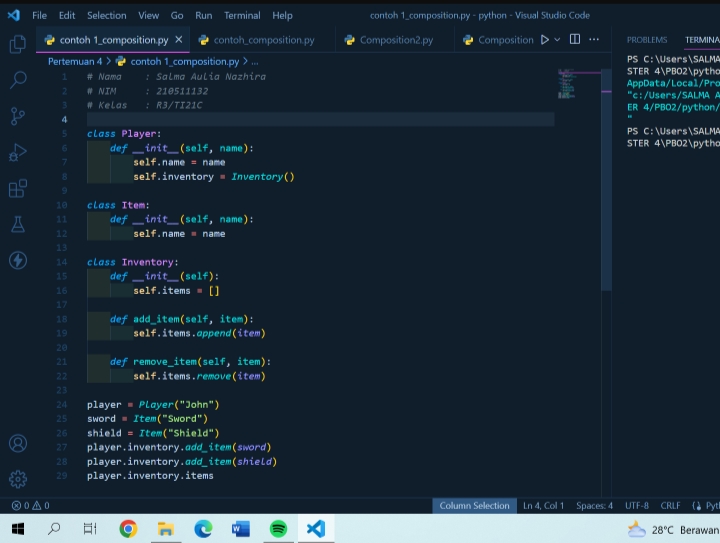 File Edit Selection View Go Run Terminal Help contoh 1_composition.py - python - Visual Studio Code
contoh 1_composition.py contoh_composition.py Composition2.py Composition
PROBLEMS TERMINA
Pertemuan 4 > contoh 1_composition.py > ...
1 # Nama : Salma Aulia Nazhira
2 # NIM : 210511132
3 # Kelas : R3/TI21C
4
5 class Player:
6 def __init__(self, name):
7 self.name = name
8 self.inventory = Inventory()
9
10 class Item:
11 def __init__(self, name):
12 self.name = name
13
14 class Inventory:
15 def __init__(self):
16 self.items = []
17
18 def add_item(self, item):
19 self.items.append(item)
20
21 def remove_item(self, item):
22 self.items.remove(item)
23
24 player = Player("John")
25 sword = Item("Sword")
26 shield = Item("Shield")
27 player.inventory.add_item(sword)
28 player.inventory.add_item(shield)
29 player.inventory.items
PS C:\Users\SALMA
STER 4\PBO2\pytho
AppData/Local/Pro
"c:/Users/SALMA A
ER 4/PBO2/python/
"
PS C:\Users\SALMA
STER 4\PBO2\pytho
0 0 Column Selection Ln 4, Col 1 Spaces: 4 UTF-8 CRLF Pyt
28°C Berawan